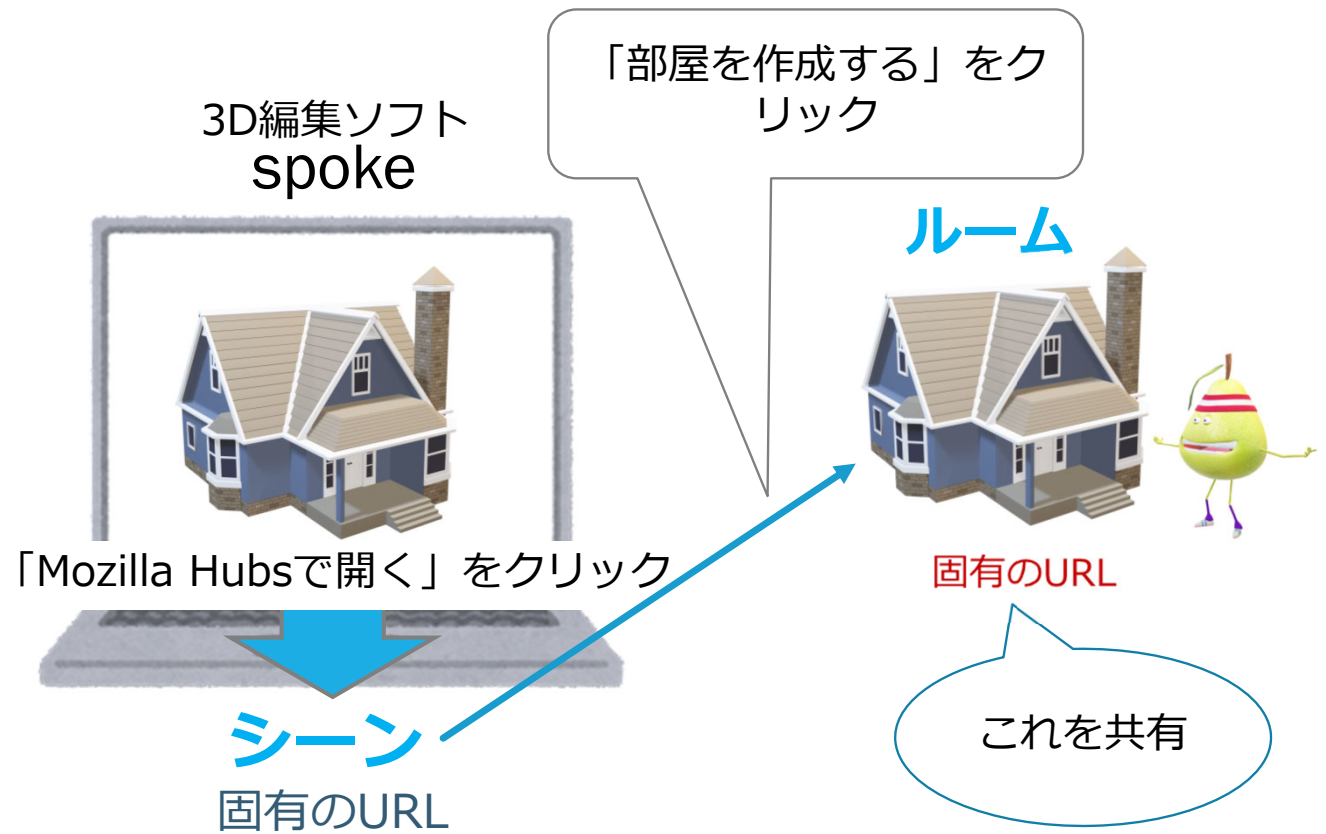 3D編集ソフト
spoke
「Mozilla Hubsで開く」をクリック
シーン
固有のURL
「部屋を作成する」をク
リック
ルーム
固有のURL
これを共有